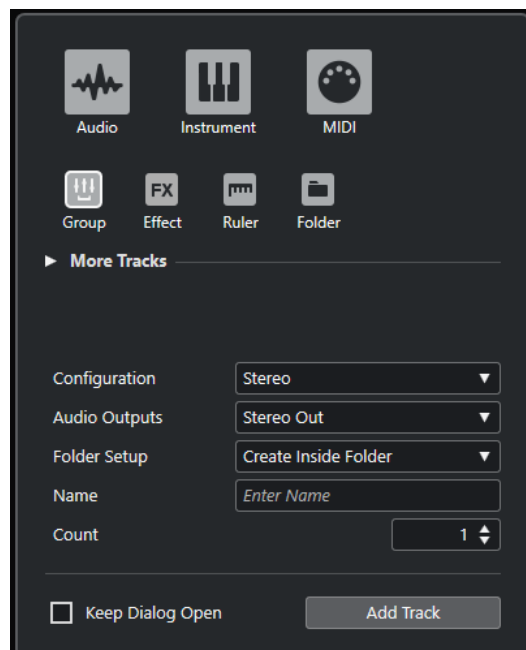 Audio Instrument MIDI
FX
Group Effect Ruler Folder
More Tracks
Configuration Stereo
Audio Outputs Stereo Out
Folder Setup Create Inside Folder
Name Enter Name
Count 1
Keep Dialog Open Add Track